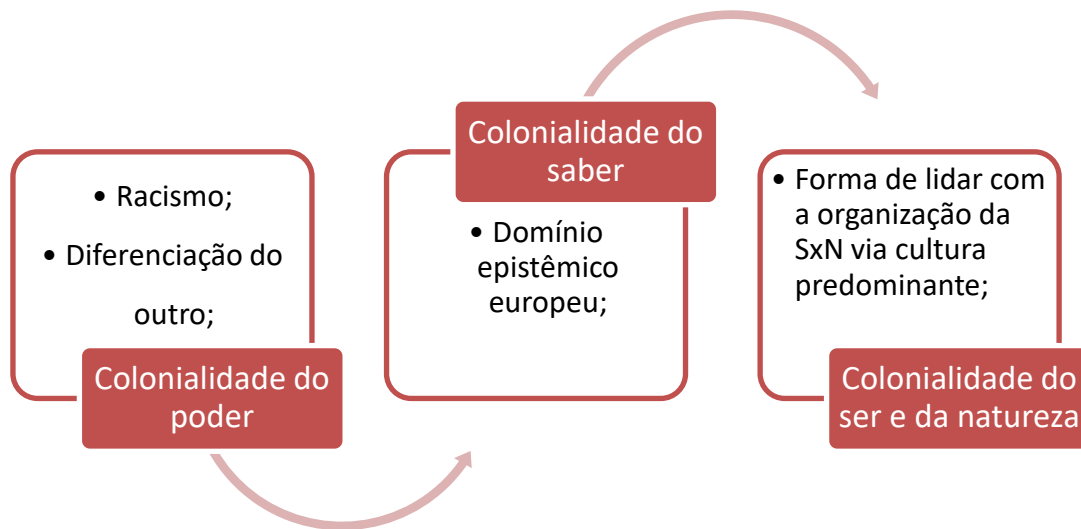 • Racismo;
• Diferenciação do
outro;
Colonialidade do
poder
Colonialidade do
saber
• Domínio
epistêmico
europeu;
• Forma de lidar com
a organização da
SxN via cultura
predominante;
Colonialidade do
ser e da natureza